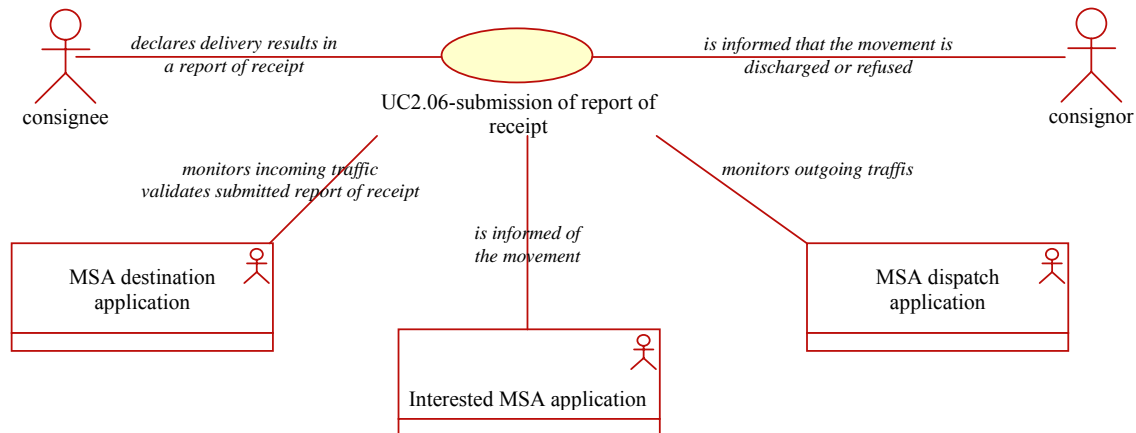 declares delivery results in
a report of receipt
is informed that the movement is
discharged or refused
consignee
UC2.06-submission of report of
receipt
consignor
monitors incoming traffic
validates submitted report of receipt
monitors outgoing traffis
is informed of
the movement
MSA destination
application
MSA dispatch
application
Interested MSA application